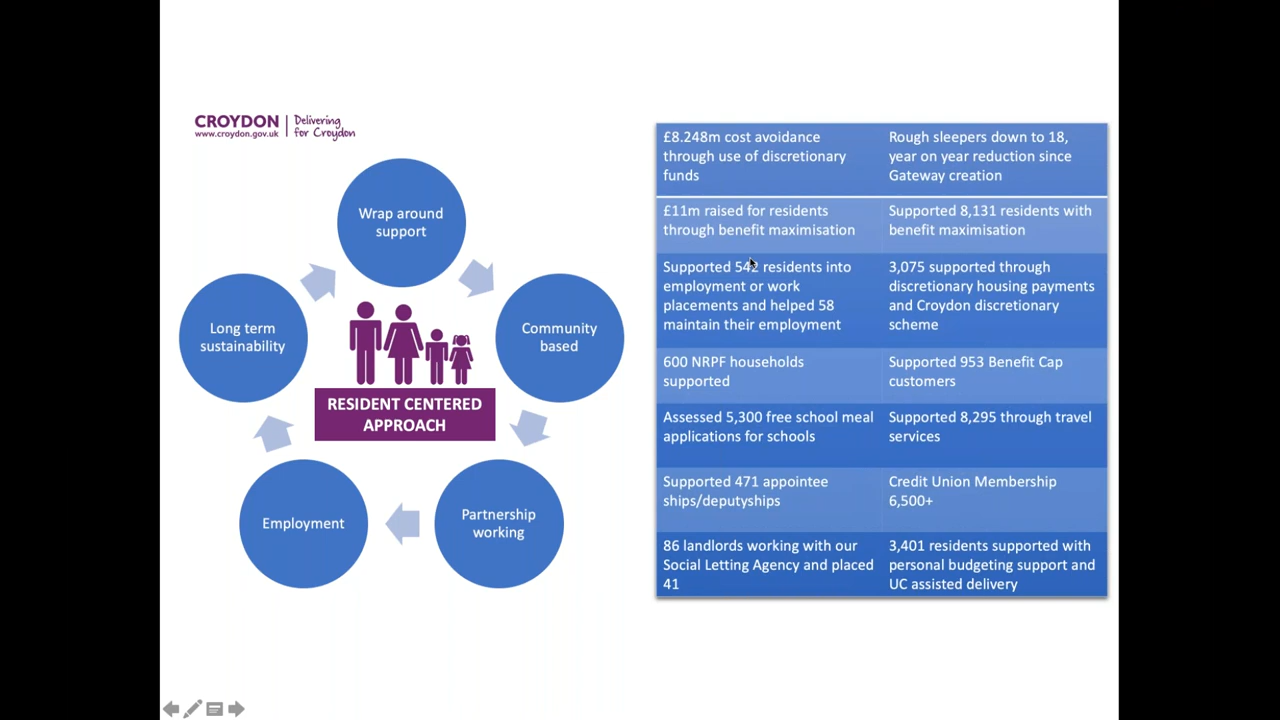 CROYDON
www.croydon.gov.uk
Delivering
for Croydon
Wrap around
support
Community
based
Partnership
working
Employment
Long term
sustainability
RESIDENT CENTERED
APPROACH
£8.248m cost avoidance
through use of discretionary
funds
Rough sleepers down to 18,
year on year reduction since
Gateway creation
£11m raised for residents
through benefit maximisation
Supported 8,131 residents with
benefit maximisation
Supported residents into
employment or work
placements and helped 58
maintain their employment
3,075 supported through
discretionary housing payments
and Croydon discretionary
scheme
600 NRPF households
supported
Supported 953 Benefit Cap
customers
Assessed 5,300 free school meal
applications for schools
Supported 8,295 through travel
services
Supported 471 appointee
ships/deputyships
Credit Union Membership
6,500+
86 landlords working with our
Social Letting Agency and placed
41
3,401 residents supported with
personal budgeting support and
UC assisted delivery